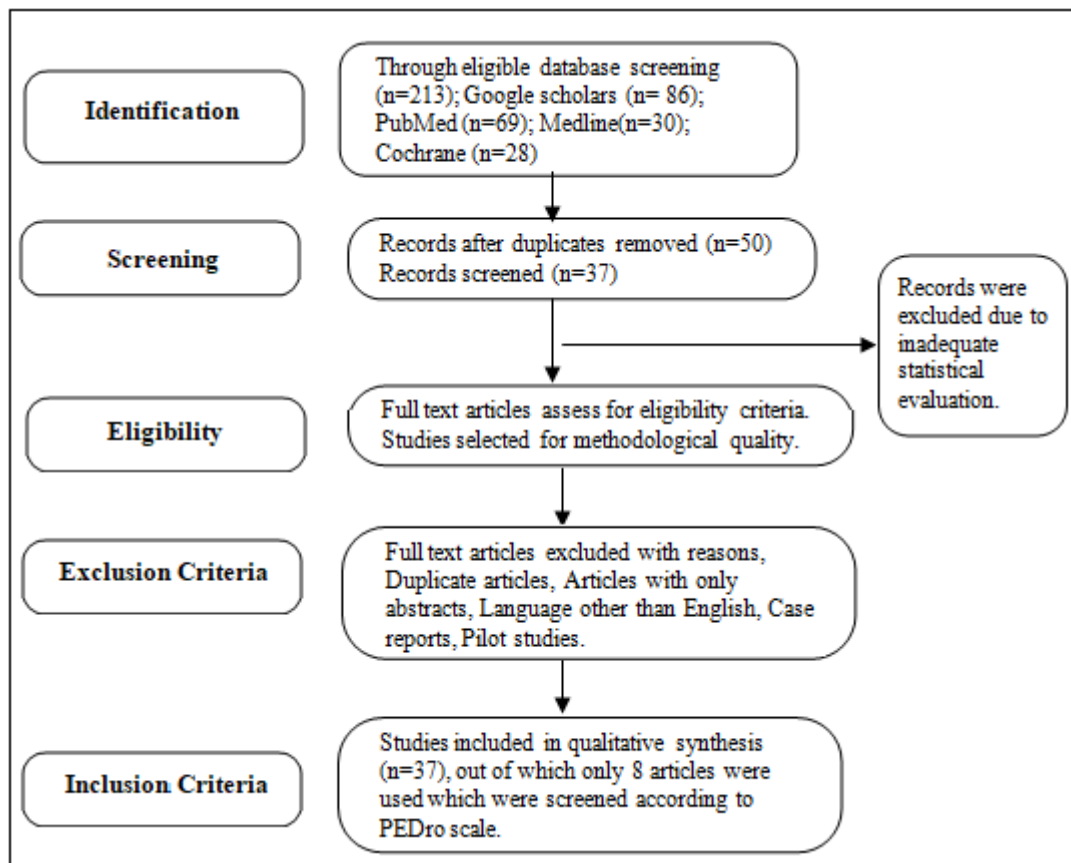 Identification
Through eligible database screening
(n=213); Google scholars (n= 86);
PubMed (n=69); Medline(n=30);
Cochrane (n=28)
Screening
Records after duplicates removed (n=50)
Records screened (n=37)
Records were
excluded due to
inadequate
statistical
evaluation.
Eligibility
Full text articles assess for eligibility criteria.
Studies selected for methodological quality.
Exclusion Criteria
Full text articles excluded with reasons,
Duplicate articles, Articles with only
abstracts, Language other than English, Case
reports, Pilot studies.
Inclusion Criteria
Studies included in qualitative synthesis
(n=37), out of which only 8 articles were
used which were screened according to
PEDro scale.